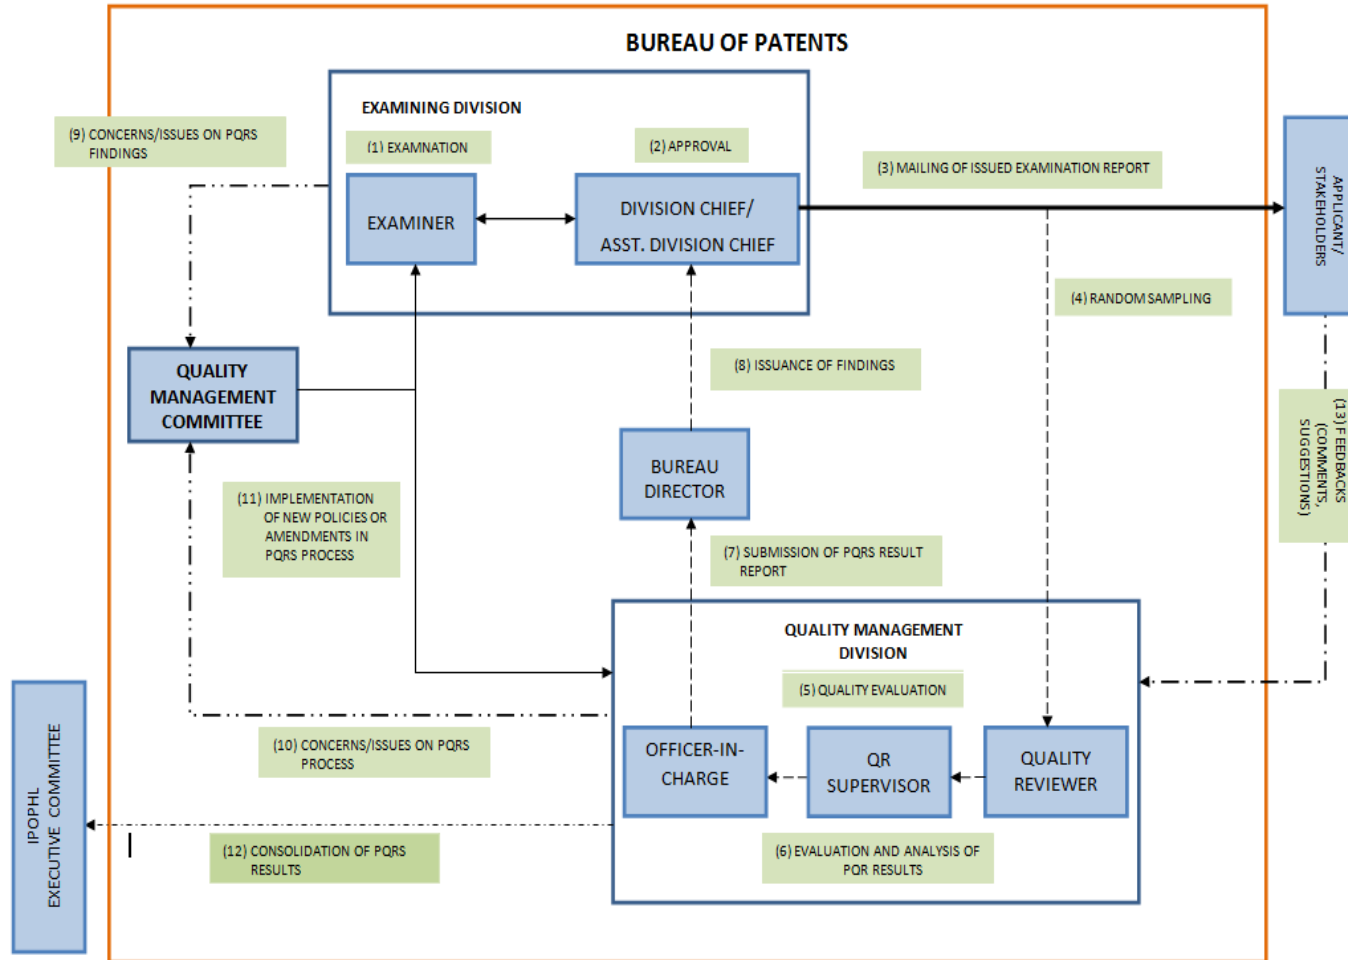 BUREAU OF PATENTS
EXAMINING DIVISION
(9) CONCERNS/ISSUES ON PQRS
FINDINGS
(1) EXAMNATION
(2) APPROVAL
(3) MAILING OF ISSUED EXAMINATION REPORT
EXAMINER
DIVISION CHIEF/
ASST. DIVISION CHIEF
APPLICANT/
STAKEHOLDERS
(4) RANDOM SAMPLING
(8) ISSUANCE OF FINDINGS
QUALITY
MANAGEMENT
COMMITTEE
(13) FEEDBACKS
(COMMENTS,
SUGGESTIONS)
BUREAU
DIRECTOR
(11) IMPLEMENTATION
OF NEW POLICIES OR
AMENDMENTS IN
PQRS PROCESS
(7) SUBMISSION OF PQRS RESULT
REPORT
QUALITY MANAGEMENT
DIVISION
(5) QUALITY EVALUATION
(10) CONCERNS/ISSUES ON PQRS
PROCESS
OFFICER-IN-
CHARGE
QR
SUPERVISOR
QUALITY
REVIEWER
IPOPHL
EXECUTIVE COMMITTEE
(12) CONSOLIDATION OF PQRS
RESULTS
(6) EVALUATION AND ANALYSIS OF
PQR RESULTS